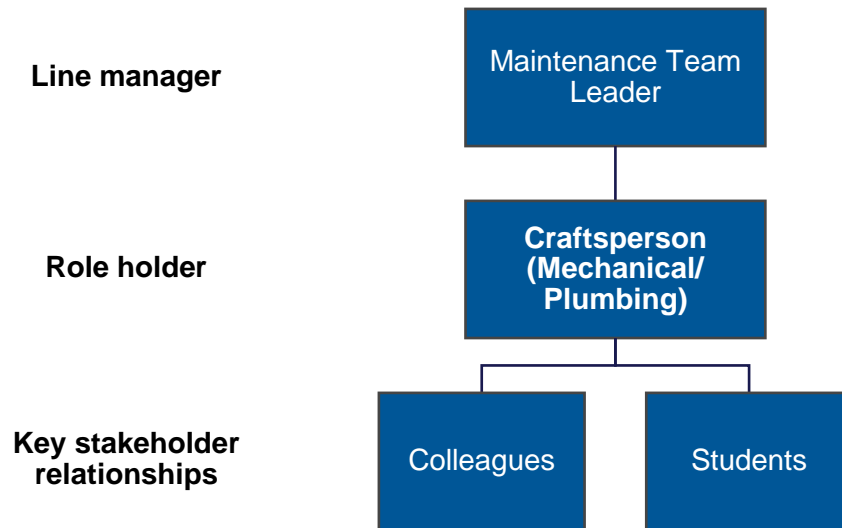 Line manager
Maintenance Team
Leader
Role holder
Craftsperson
(Mechanical/
Plumbing)
Key stakeholder
relationships
Colleagues
Students